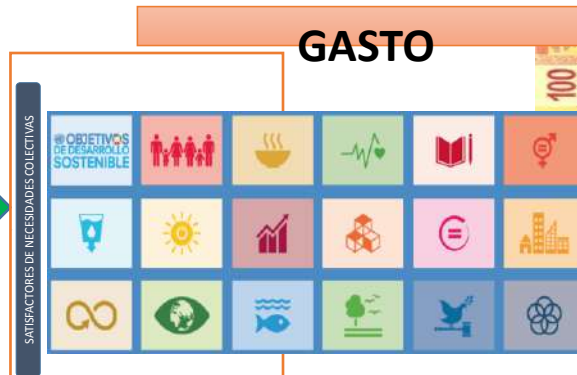 GASTO
100
SATISFACTORES DE NECESIDADES COLECTIVAS
OBJETIVOS
DE DESARROLLO
SOSTENIBLE